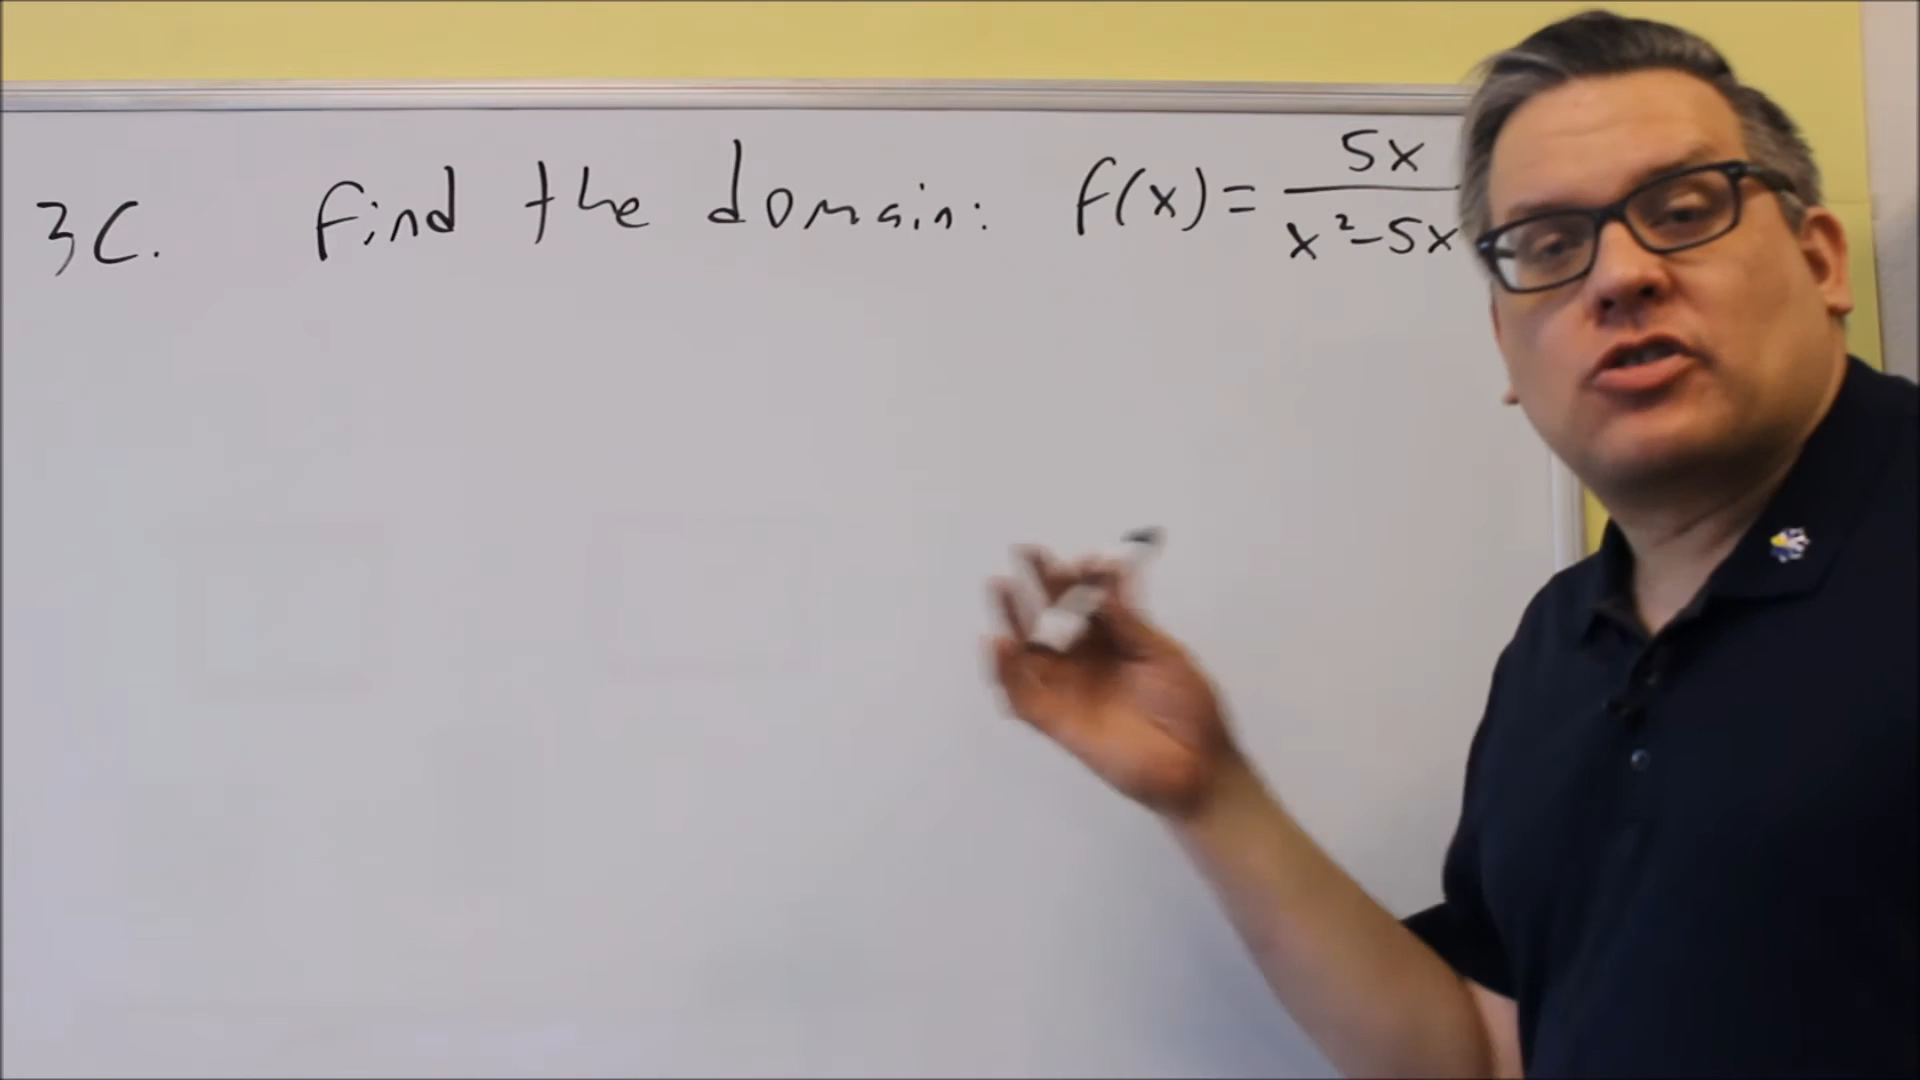 3C. Find the domain: f(x) = 5x / x² - 5x